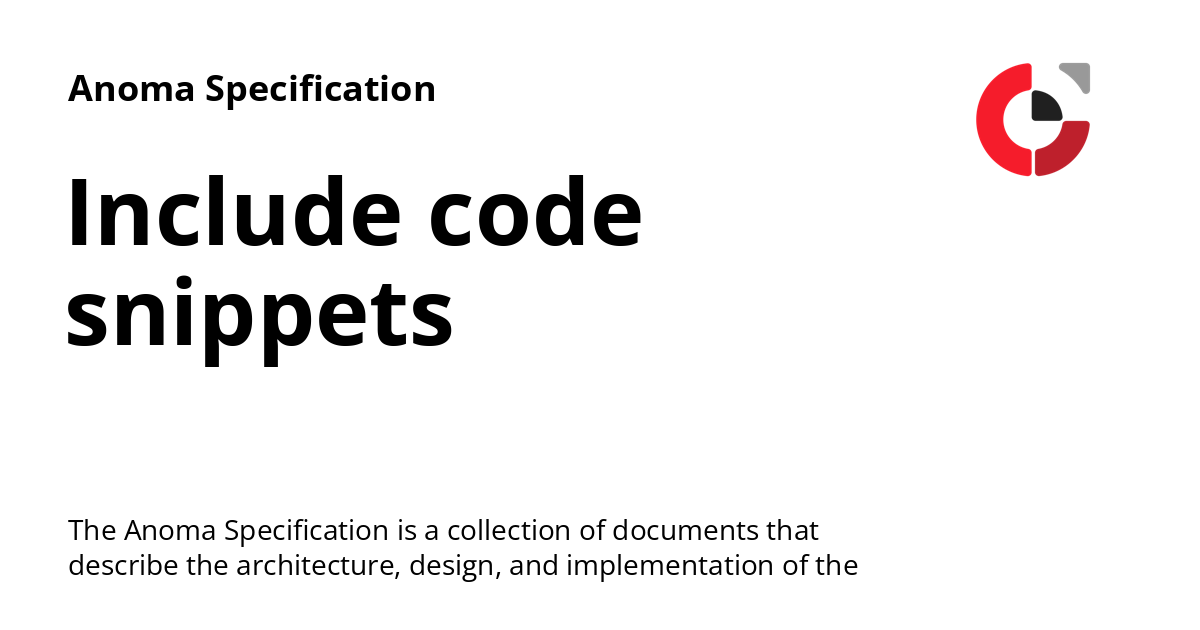 Anoma Specification
Include code
snippets
The Anoma Specification is a collection of documents that
describe the architecture, design, and implementation of the